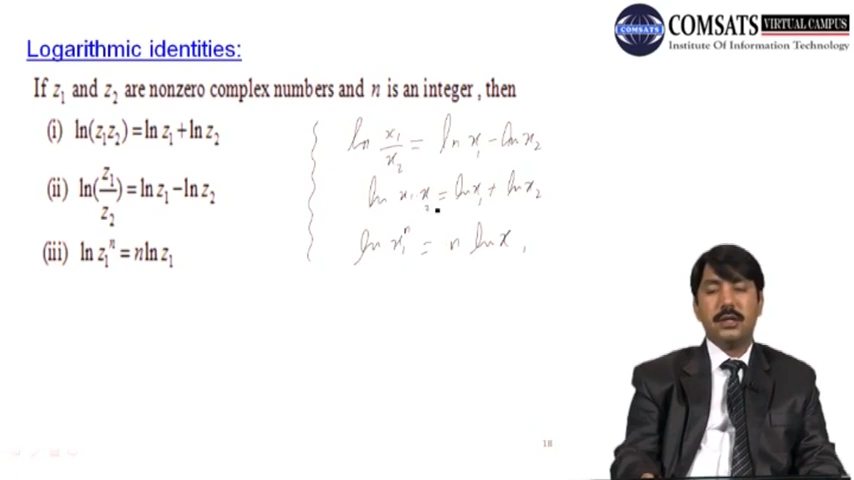 Logarithmic identities:
COMSATS VIRTUAL CAMPUS
COMSATS
Institute Of Information Technology
If z₁ and z₂ are nonzero complex numbers and n is an integer , then
(i) ln(z₁z₂) = ln z₁ + ln z₂
(ii) ln(z₁/z₂) = ln z₁ − ln z₂
(iii) ln z₁ⁿ = n ln z₁
ln x₁/x₂ = ln x₁ − ln x₂
ln x₁.x₂ = ln x₁ + ln x₂
ln x₁ⁿ = n ln x,
18